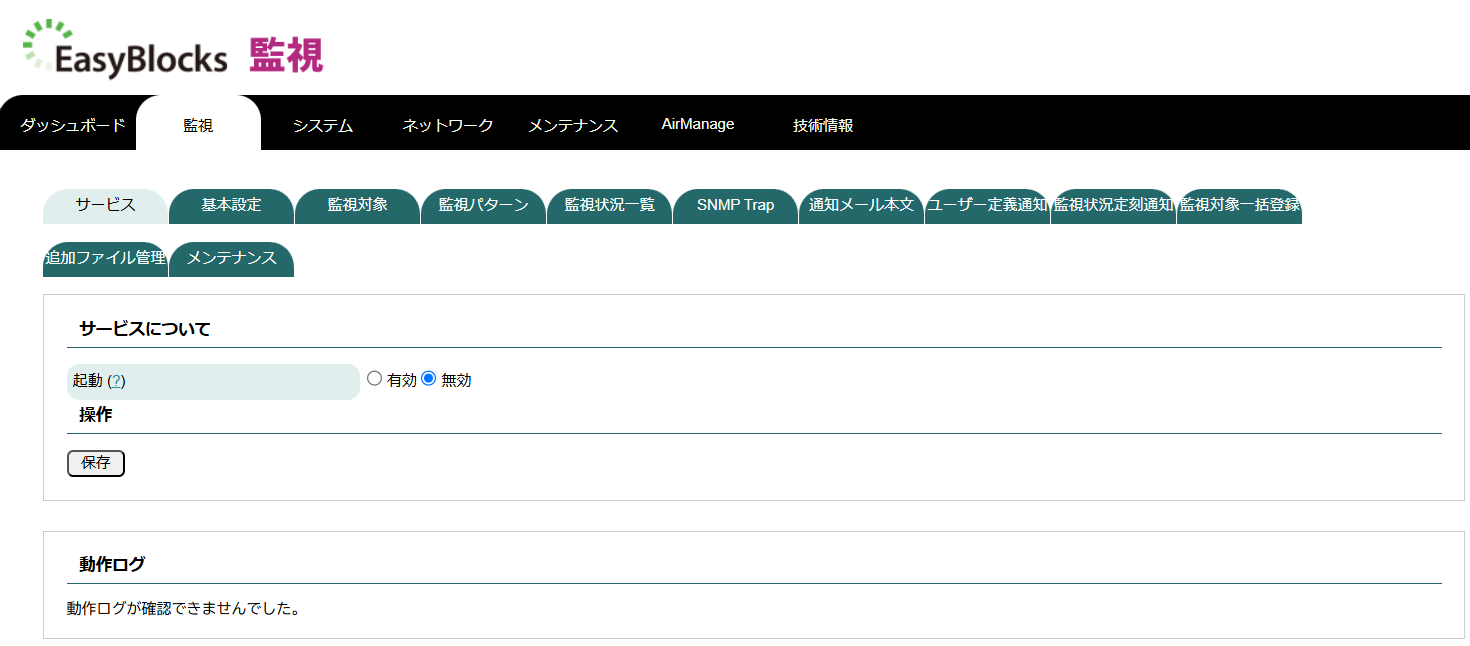 EasyBlocks 監視
ダッシュボード 監視 システム ネットワーク メンテナンス AirManage 技術情報
サービス 基本設定 監視対象 監視パターン 監視状況一覧 SNMP Trap 通知メール本文 ユーザー定義通知 監視状況定刻通知 監視対象一括登録
追加ファイル管理 メンテナンス
サービスについて
起動 (?) 有効 無効
操作
保存
動作ログ
動作ログが確認できませんでした。